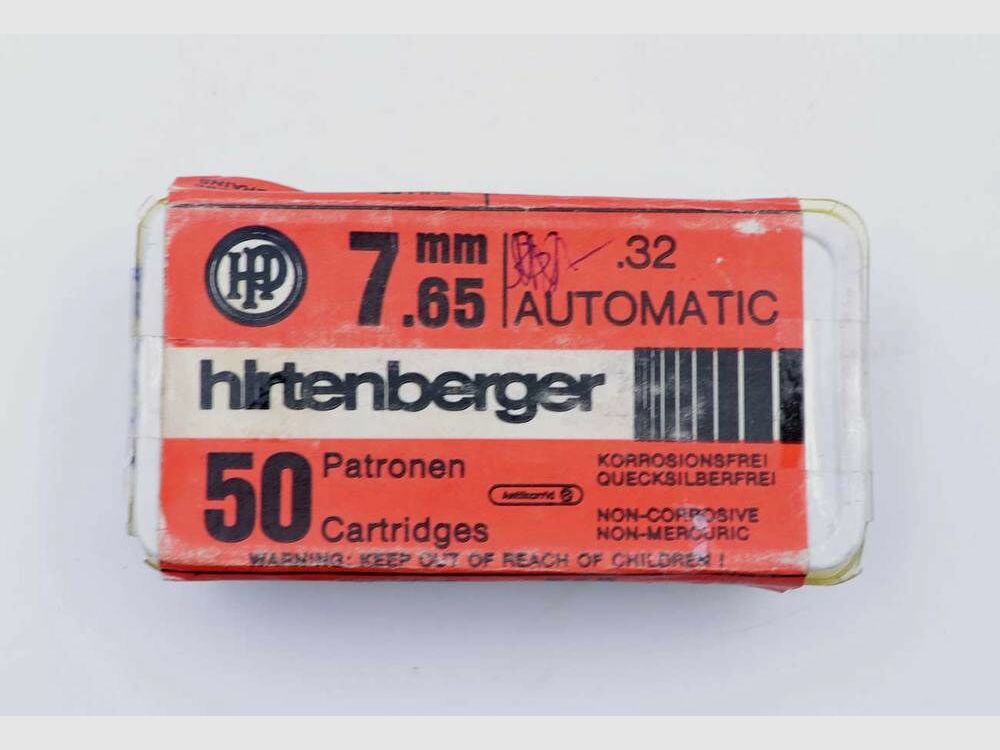 HP
7.65 mm
.32
AUTOMATIC
hirtenberger
50 Patronen
Cartridges
Antikorrid
KORROSIONSFREI
QUECKSILBERFREI
NON-CORROSIVE
NON-MERCURIC
WARNING: KEEP OUT OF REACH OF CHILDREN !